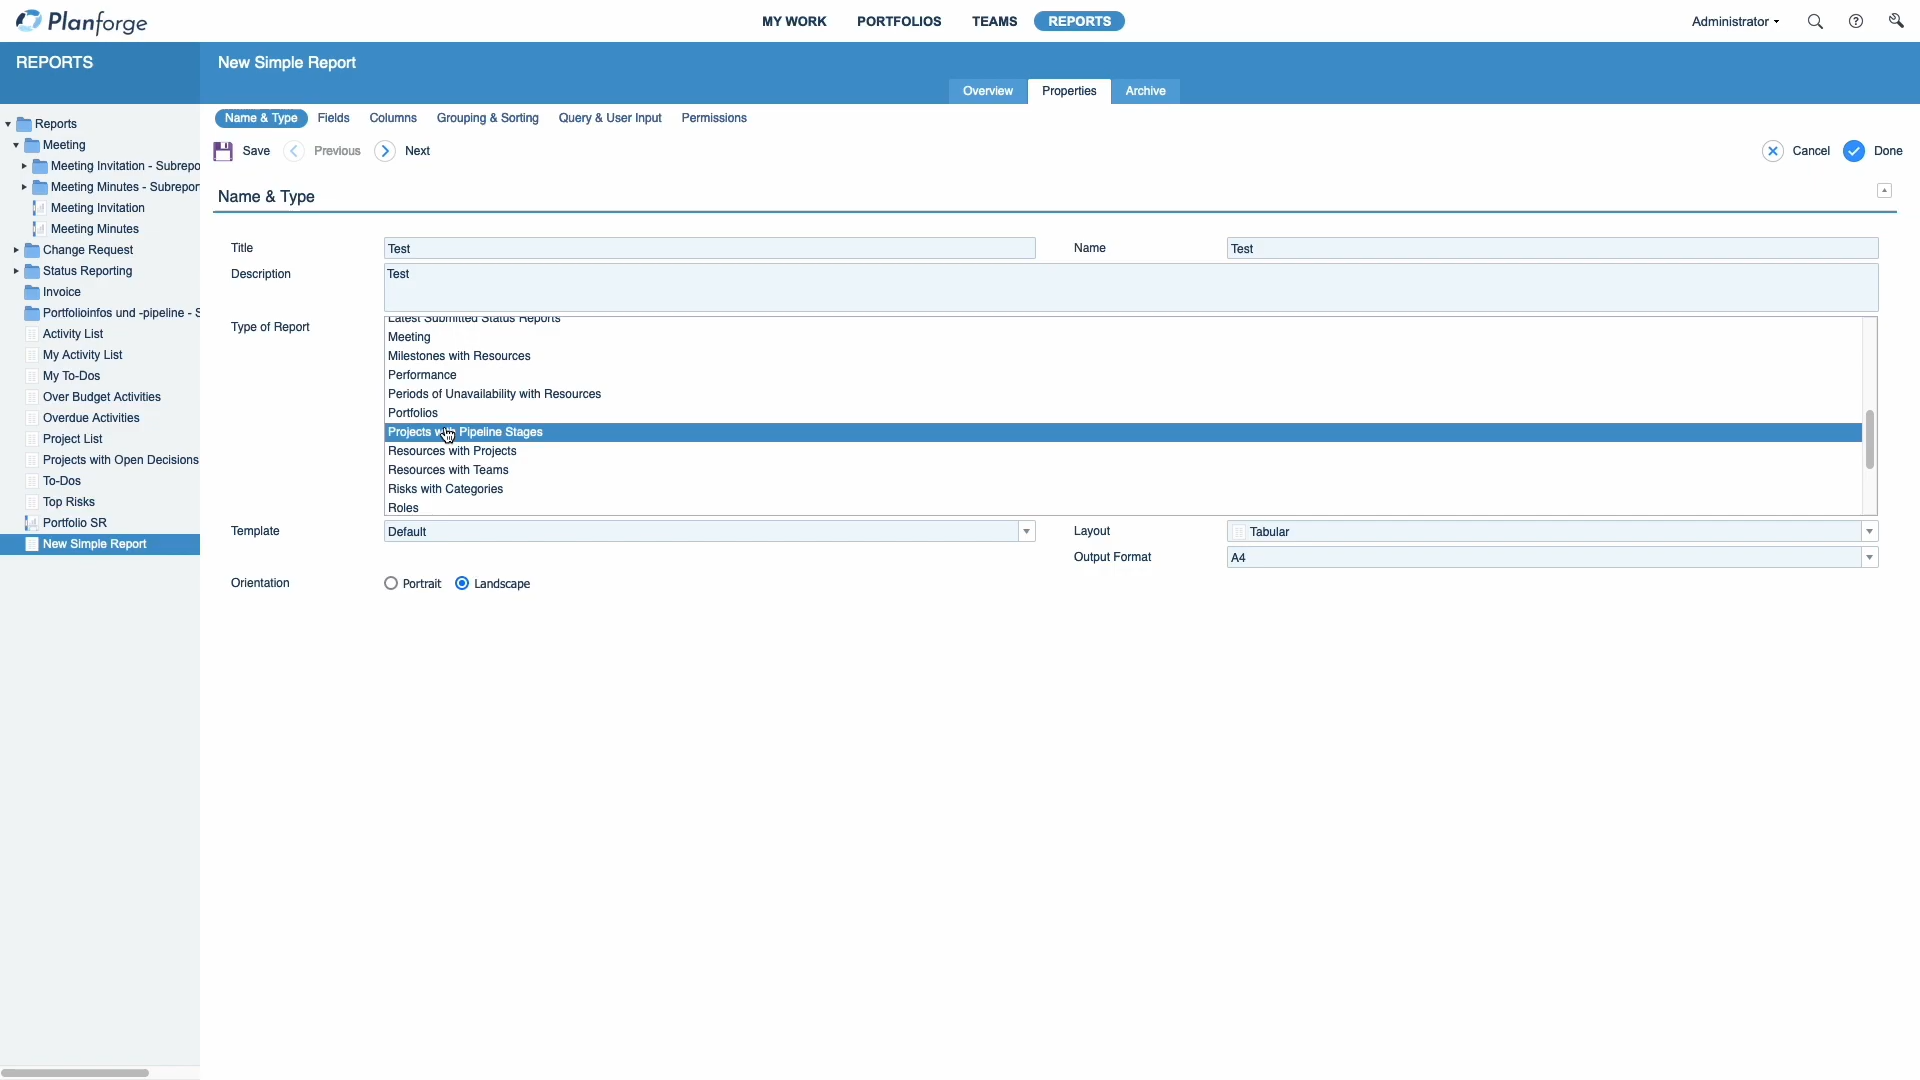 Planforge
MY WORK PORTFOLIOS TEAMS REPORTS
Administrator
REPORTS
New Simple Report
Overview Properties Archive
Name & Type Fields Columns Grouping & Sorting Query & User Input Permissions
Save Previous Next
Cancel Done
Reports
Meeting
Meeting Invitation - Subrepo
Meeting Minutes - Subrepor
Meeting Invitation
Meeting Minutes
Change Request
Status Reporting
Invoice
Portfolioinfos und -pipeline - S
Activity List
My Activity List
My To-Dos
Over Budget Activities
Overdue Activities
Project List
Projects with Open Decisions
To-Dos
Top Risks
Portfolio SR
New Simple Report
Name & Type
Title Test Name Test
Description Test
Type of Report
Latest Submitted Status Reports
Meeting
Milestones with Resources
Performance
Periods of Unavailability with Resources
Portfolios
Projects with Pipeline Stages
Resources with Projects
Resources with Teams
Risks with Categories
Roles
Template Default Layout Tabular
Output Format A4
Orientation Portrait Landscape